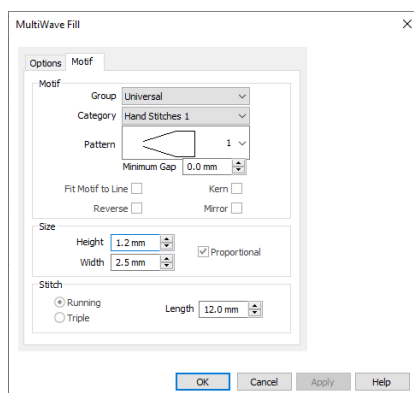 MultiWave Fill
Options Motif
Motif
Group Universal
Category Hand Stitches 1
Pattern 1
Minimum Gap 0.0 mm
Fit Motif to Line Kern
Reverse Mirror
Size
Height 1.2 mm
Proportional
Width 2.5 mm
Stitch
Running
Length 12.0 mm
Triple
OK Cancel Apply Help